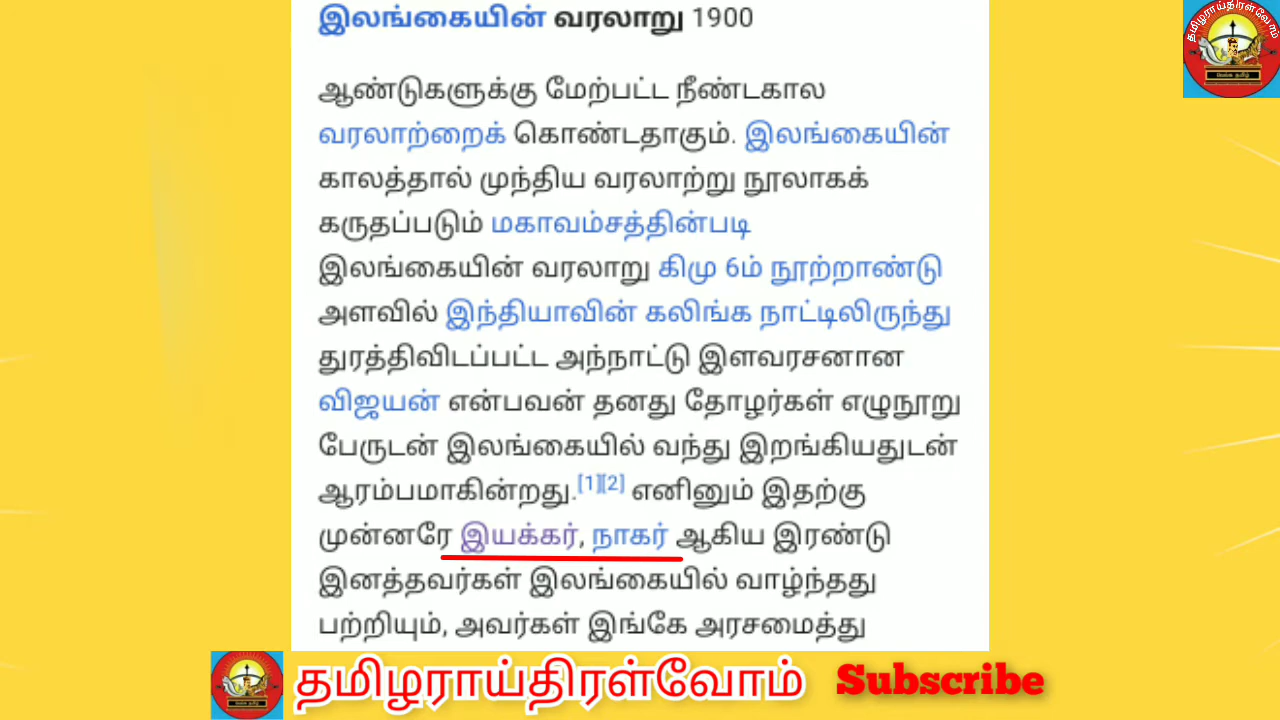 இலங்கையின் வரலாறு 1900
தமிழராய்திரள்வோம்
ஆண்டுகளுக்கு மேற்பட்ட நீண்டகால
வரலாற்றைக் கொண்டதாகும். இலங்கையின்
காலத்தால் முந்திய வரலாற்று நூலாகக்
கருதப்படும் மகாவம்சத்தின்படி
இலங்கையின் வரலாறு கிமு 6ம் நூற்றாண்டு
அளவில் இந்தியாவின் கலிங்க நாட்டிலிருந்து
துரத்திவிடப்பட்ட அந்நாட்டு இளவரசனான
விஜயன் என்பவன் தனது தோழர்கள் எழுநூறு
பேருடன் இலங்கையில் வந்து இறங்கியதுடன்
ஆரம்பமாகின்றது.[1][2] எனினும் இதற்கு
முன்னரே இயக்கர், நாகர் ஆகிய இரண்டு
இனத்தவர்கள் இலங்கையில் வாழ்ந்தது
பற்றியும், அவர்கள் இங்கே அரசமைத்து
தமிழராய்திரள்வோம் Subscribe